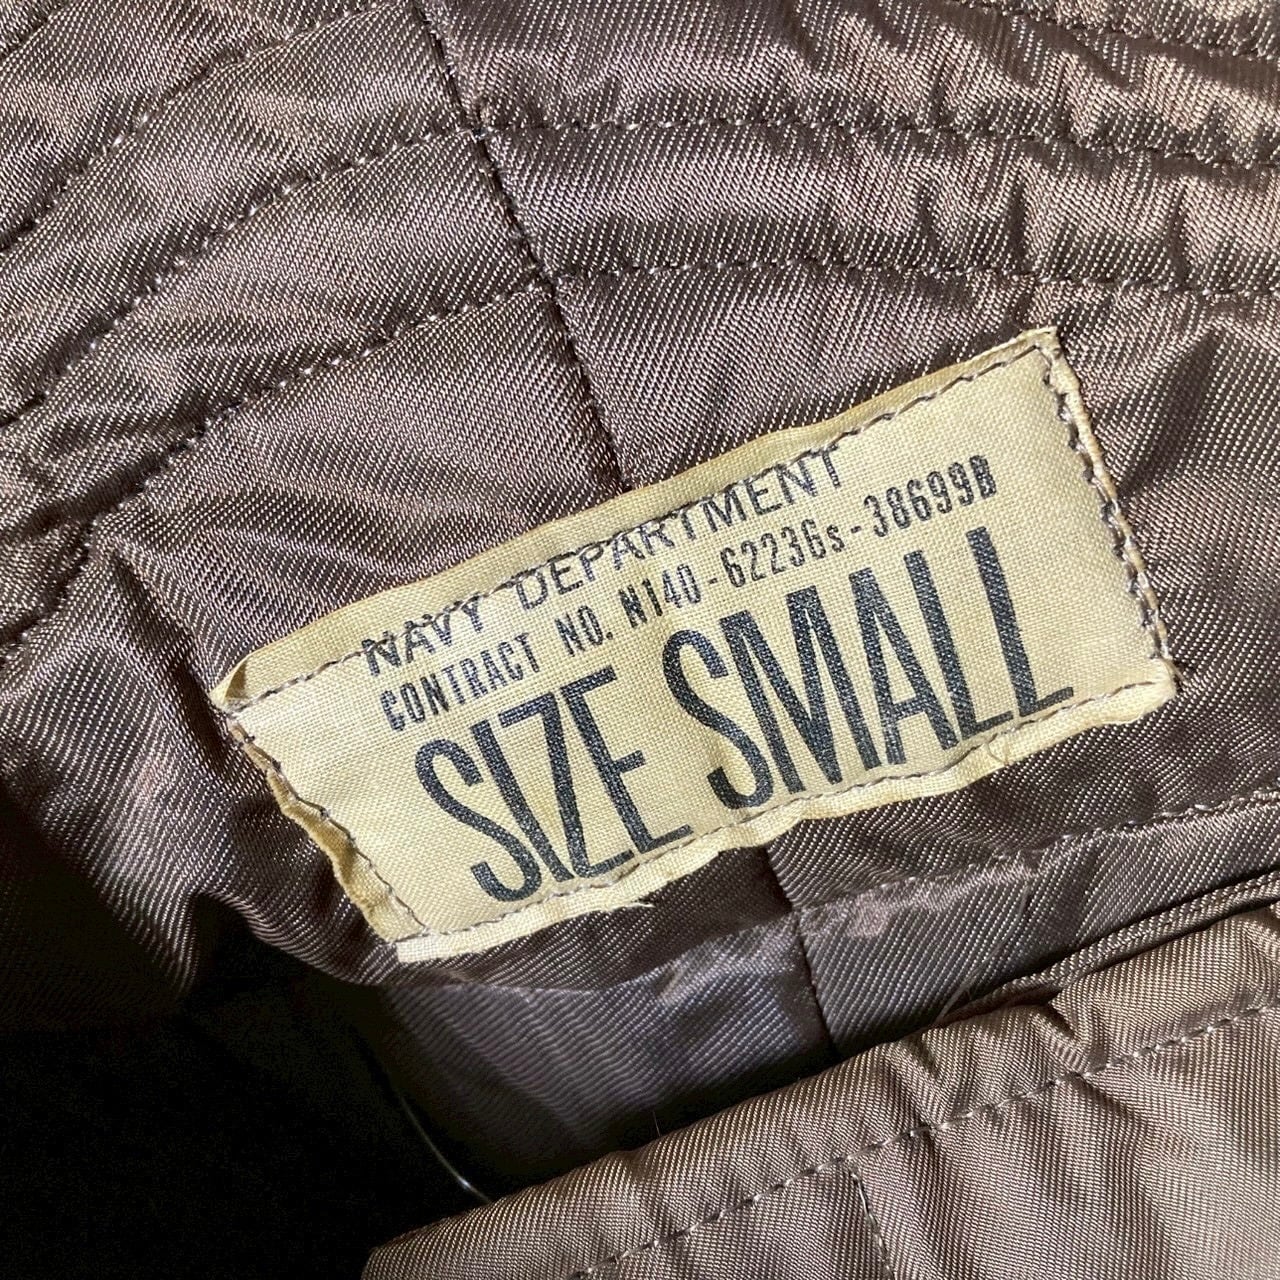 NAVY DEPARTMENT
CONTRACT NO. N140-62236s-38699B
SIZE SMALL